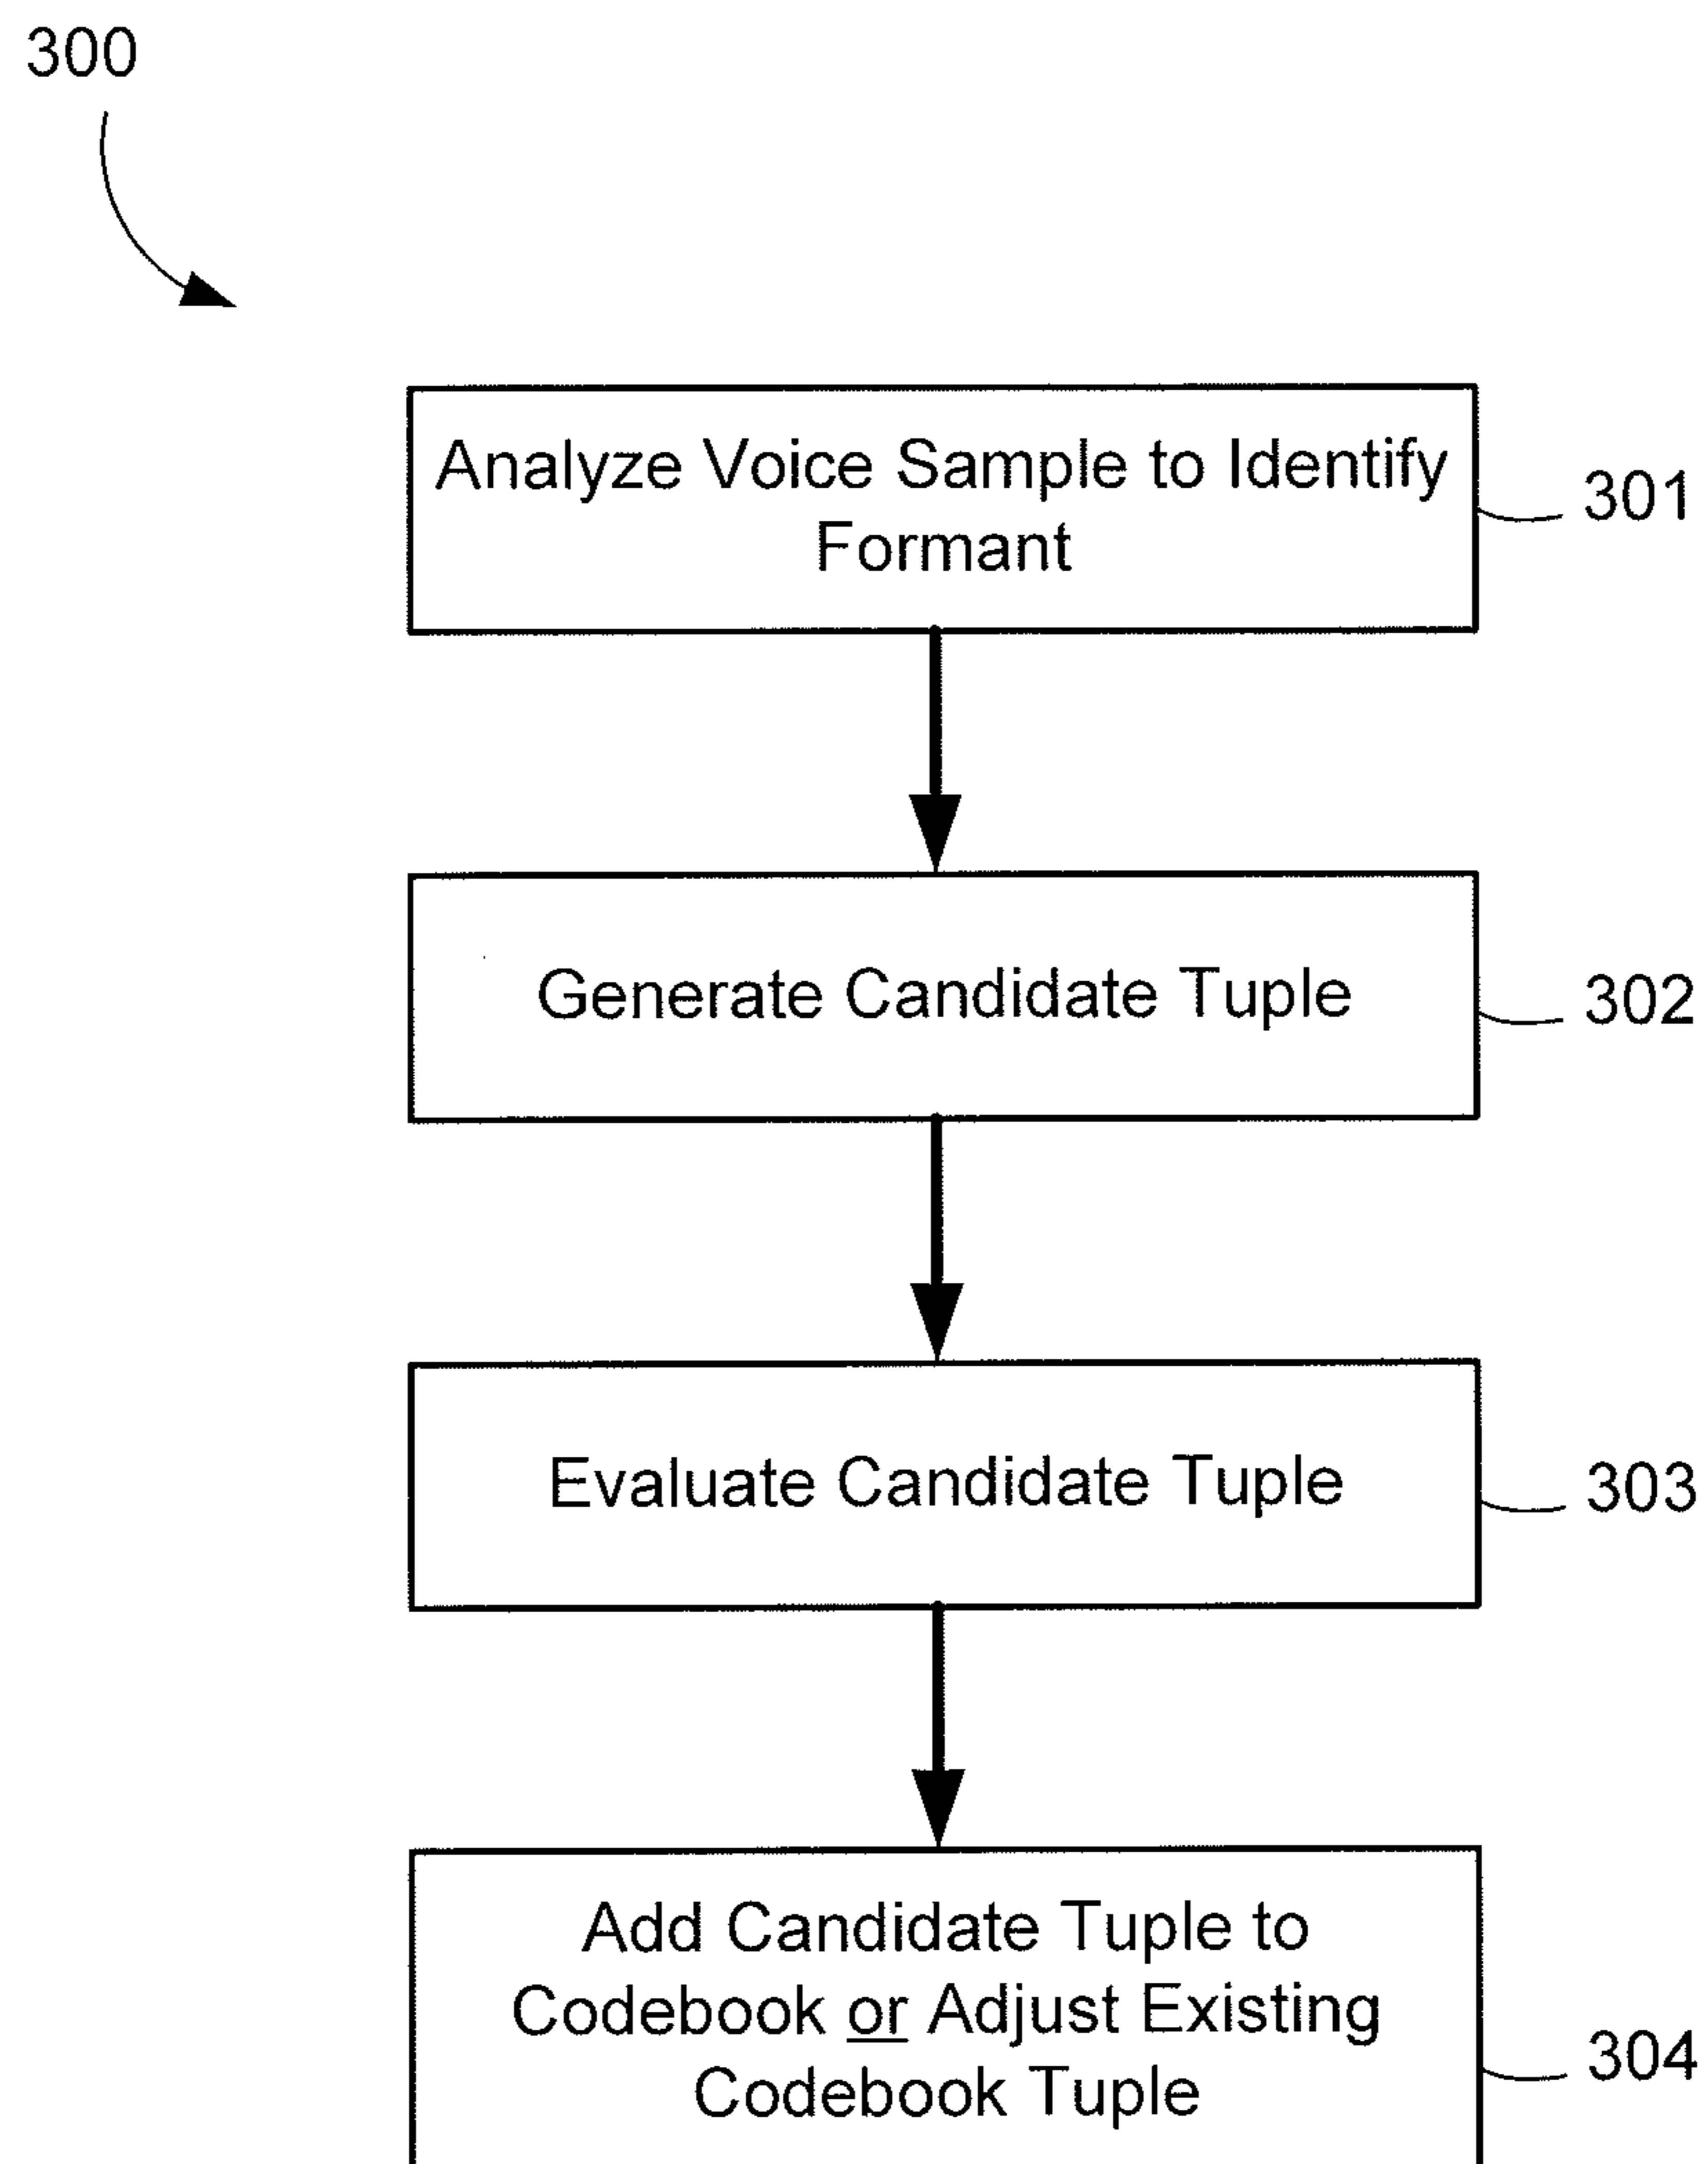 300
Analyze Voice Sample to Identify
Formant
301
Generate Candidate Tuple
302
Evaluate Candidate Tuple
303
Add Candidate Tuple to
Codebook or Adjust Existing
Codebook Tuple
304